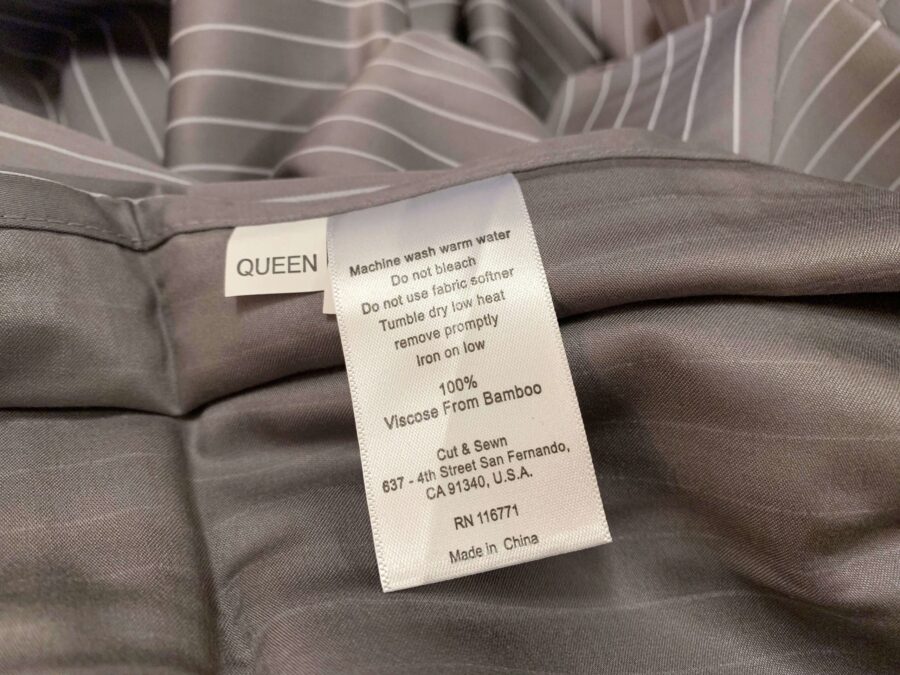 QUEEN
Machine wash warm water
Do not bleach
Do not use fabric softner
Tumble dry low heat
remove promptly
Iron on low
100%
Viscose From Bamboo
Cut & Sewn
637 - 4th Street San Fernando,
CA 91340, U.S.A.
RN 116771
Made in China